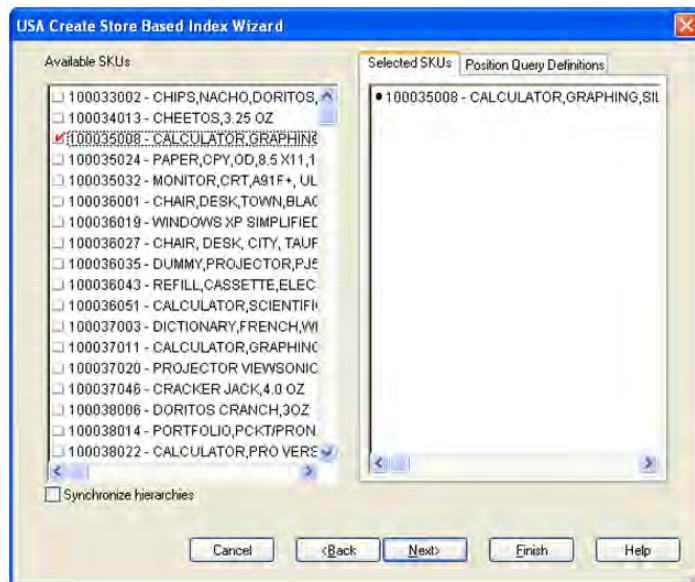 USA Create Store Based Index Wizard
Available SKUs
100033002 - CHIPS,NACHO,DORITOS,
100034013 - CHEETOS,3.25 OZ
100035008 - CALCULATOR,GRAPHING
100035024 - PAPER,CPY,OD,8.5 X11,1
100035032 - MONITOR,CRT,A91F+, UL
100036001 - CHAIR,DESK,TOWN,BLAC
100036019 - WINDOWS XP SIMPLIFIED
100036027 - CHAIR, DESK, CITY, TAUF
100036035 - DUMMY,PROJECTOR,PJ5
100036043 - REFILL,CASSETTE,ELEC
100036051 - CALCULATOR,SCIENTIFI
100037003 - DICTIONARY,FRENCH,WI
100037011 - CALCULATOR,GRAPHING
100037020 - PROJECTOR VIEWSONIC
100037046 - CRACKER JACK,4.0 OZ
100038006 - DORITOS CRANCH,3OZ
100038014 - PORTFOLIO,PCKT/PRON
100038022 - CALCULATOR,PRO VERS
Synchronize hierarchies
Selected SKUs Position Query Definitions
100035008 - CALCULATOR,GRAPHING,SIL
Cancel <Back Next> Finish Help